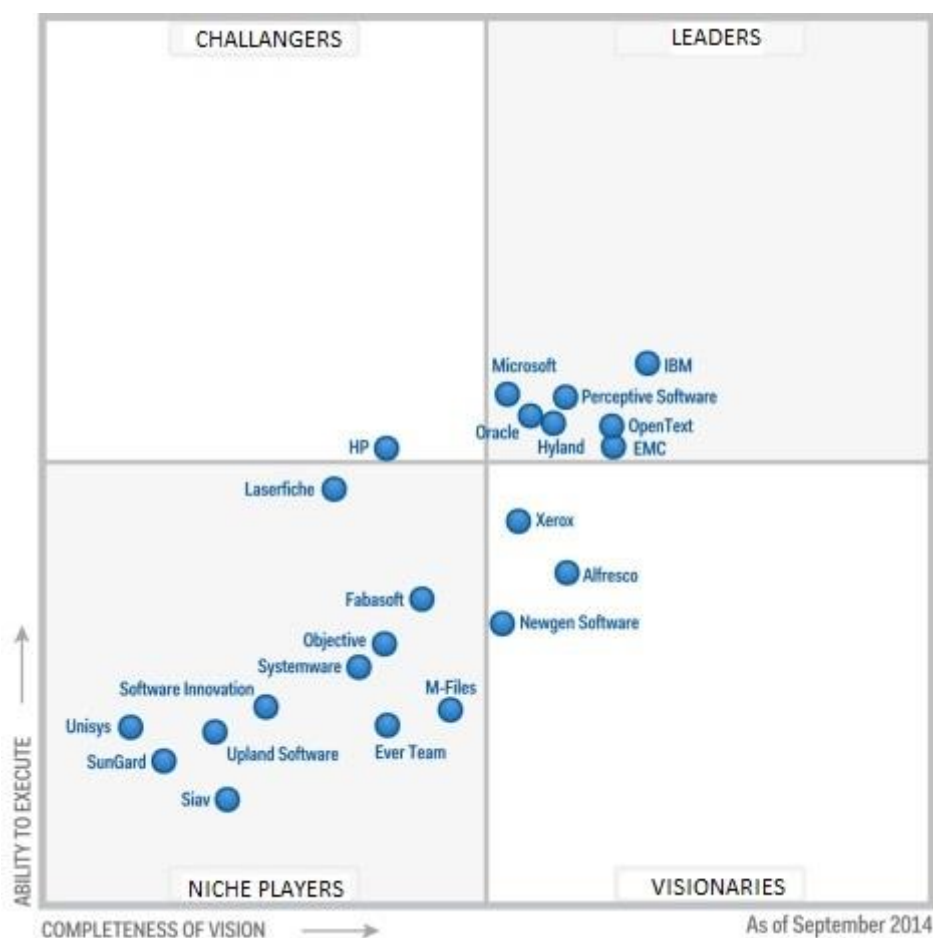 CHALLANGERS
LEADERS
Microsoft
IBM
Perceptive Software
Oracle
Hyland
OpenText
EMC
HP
Laserfiche
Xerox
Alfresco
Fabasoft
Newgen Software
Objective
Systemware
Software Innovation
M-Files
Unisys
Upland Software
Ever Team
SunGard
Siav
ABILITY TO EXECUTE
NICHE PLAYERS
VISIONARIES
COMPLETENESS OF VISION
As of September 2014